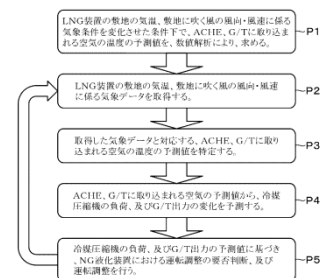 LNG装置の敷地の気温、敷地に吹く風の風向・風速に係る
気象条件を変化させた条件下で、ACHE、G/Tに取り込ま
れる空気の温度の予測値を、数値解析により、求める。
P1
LNG装置の敷地の気温、敷地に吹く風の風向・風速
に係る気象データを取得する。
P2
取得した気象データと対応する、ACHE、G/Tに取り
込まれる空気の温度の予測値を特定する。
P3
ACHE、G/Tに取り込まれる空気の予測値から、冷媒
圧縮機の負荷、及びG/T出力の変化を予測する。
P4
冷媒圧縮機の負荷、及びG/T出力の予測値に基づき
、NG液化装置における運転調整の要否判断、及び
運転調整を行う。
P5